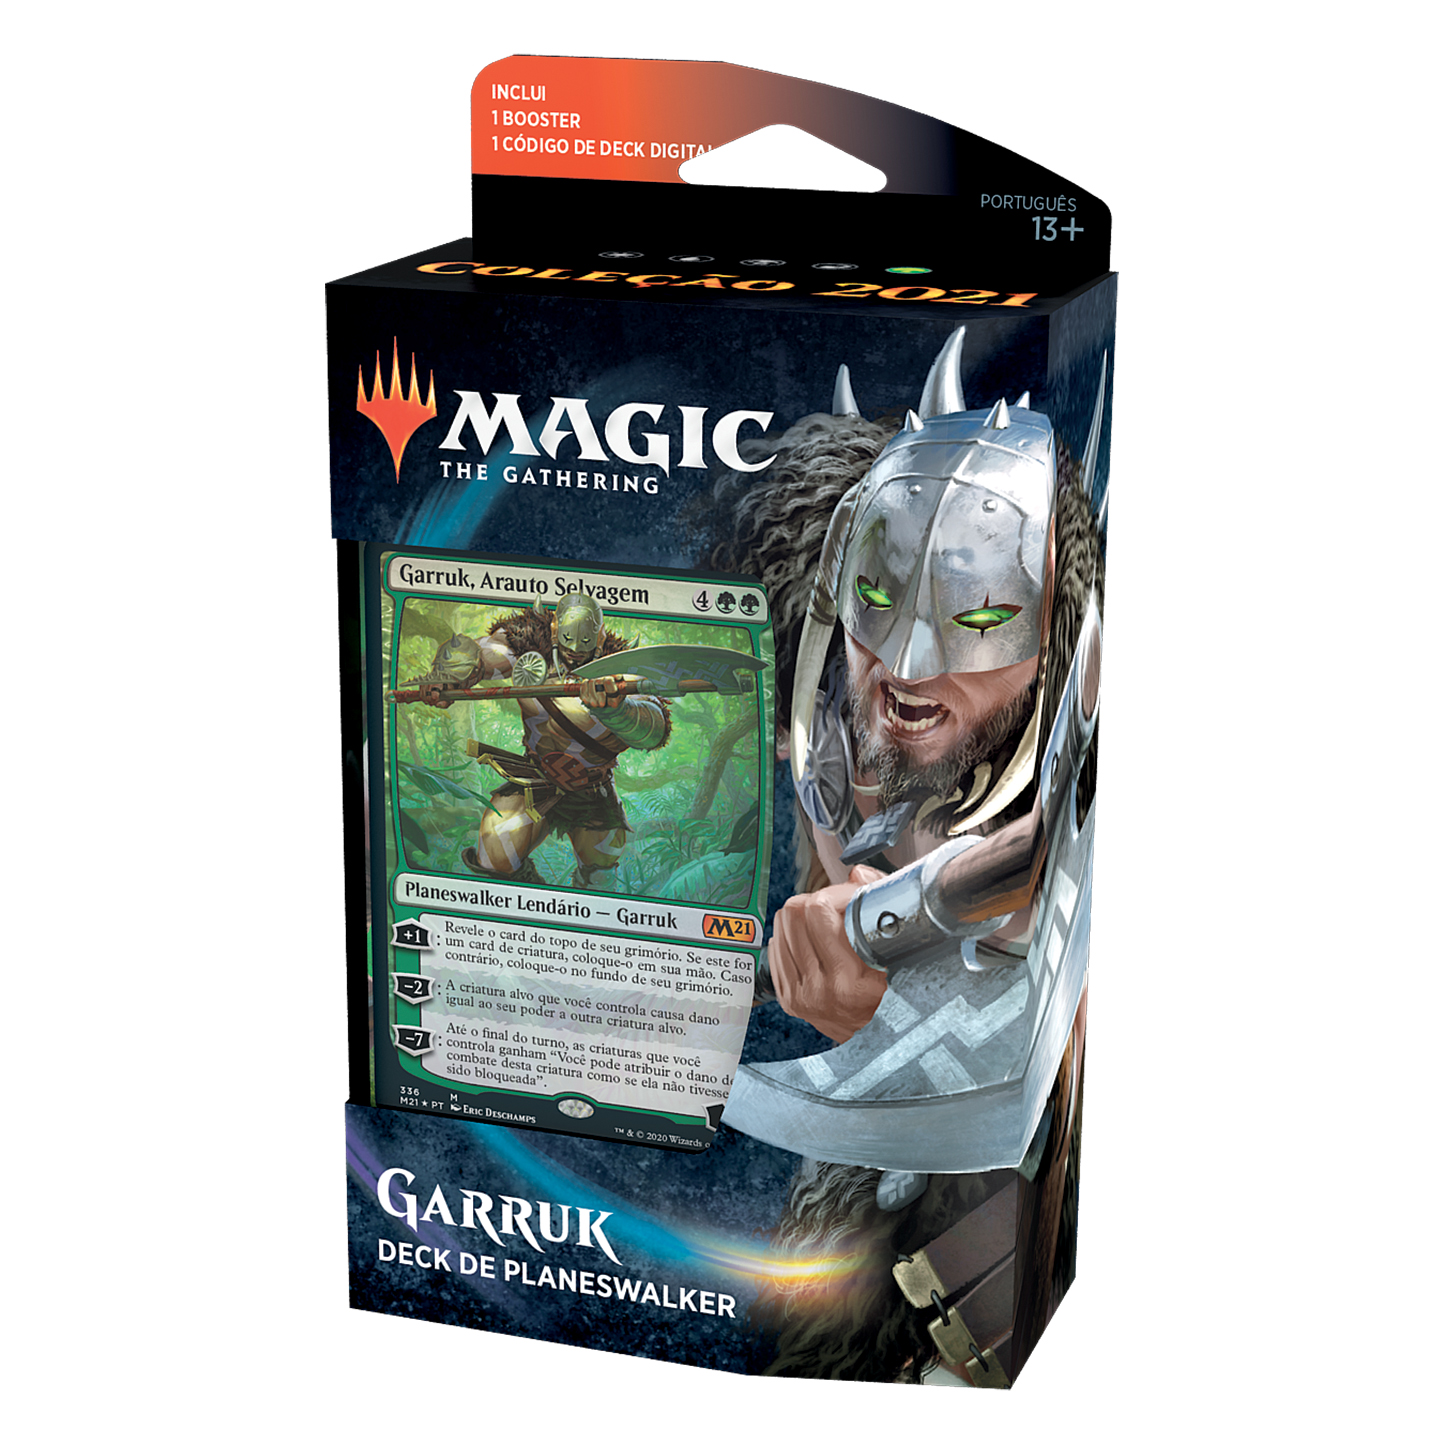 INCLUI
1 BOOSTER
1 CÓDIGO DE DECK DIGITAL
PORTUGUÊS
13+
COLEÇÃO 2021
MAGIC
THE GATHERING
Garruk, Arauto Selvagem 4
Planeswalker Lendário — Garruk M21
+1 : Revele o card do topo de seu grimório. Se este for
um card de criatura, coloque-o em sua mão. Caso
contrário, coloque-o no fundo de seu grimório.
−2 : A criatura alvo que você controla causa dano
igual ao seu poder a outra criatura alvo.
−7 : Até o final do turno, as criaturas que você
controla ganham “Você pode atribuir o dano de
combate desta criatura como se ela não tivesse
sido bloqueada”.
336 M
M21 ★ PT Eric Deschamps
™ & © 2020 Wizards
GARRUK
DECK DE PLANESWALKER